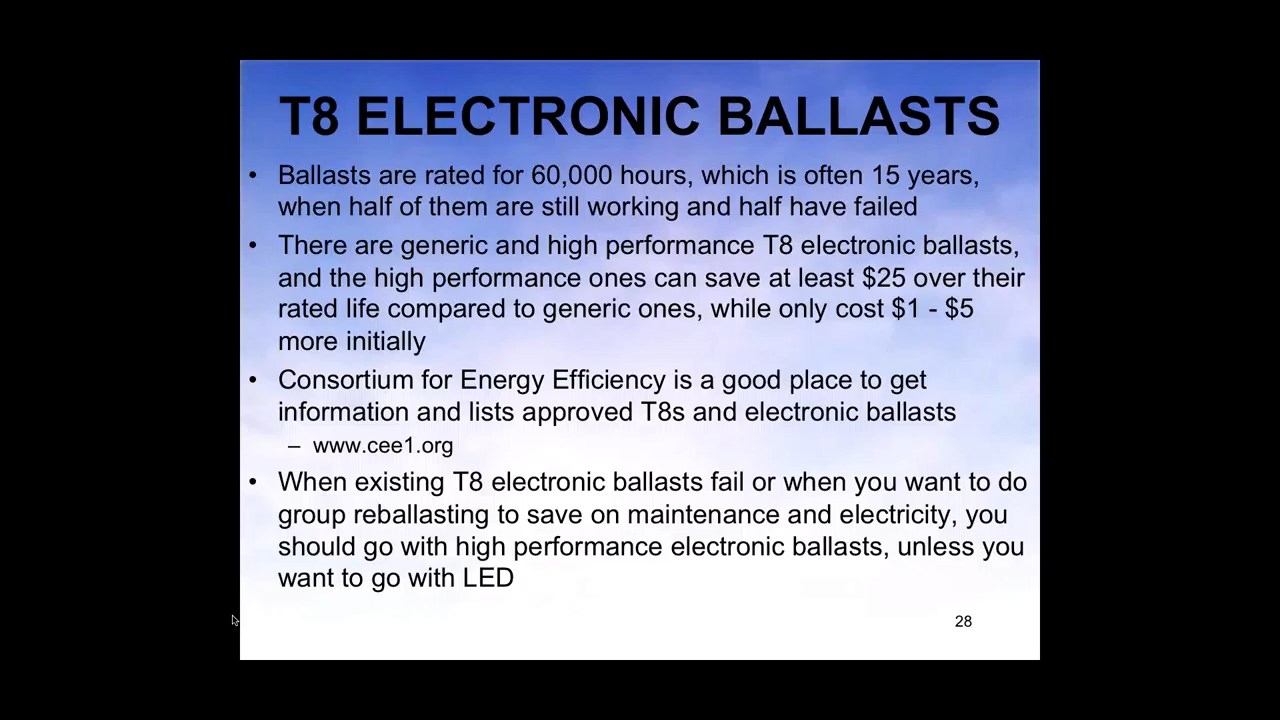 T8 ELECTRONIC BALLASTS
• Ballasts are rated for 60,000 hours, which is often 15 years,
when half of them are still working and half have failed
• There are generic and high performance T8 electronic ballasts,
and the high performance ones can save at least $25 over their
rated life compared to generic ones, while only cost $1 - $5
more initially
• Consortium for Energy Efficiency is a good place to get
information and lists approved T8s and electronic ballasts
– www.cee1.org
• When existing T8 electronic ballasts fail or when you want to do
group reballasting to save on maintenance and electricity, you
should go with high performance electronic ballasts, unless you
want to go with LED
28